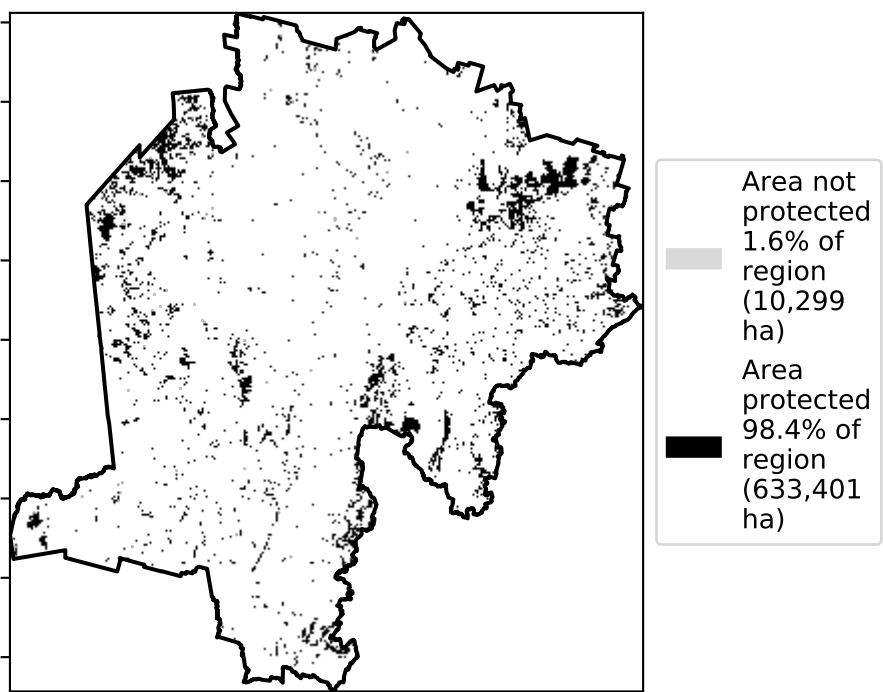 Area not
protected
1.6% of
region
(10,299
ha)
Area
protected
98.4% of
region
(633,401
ha)